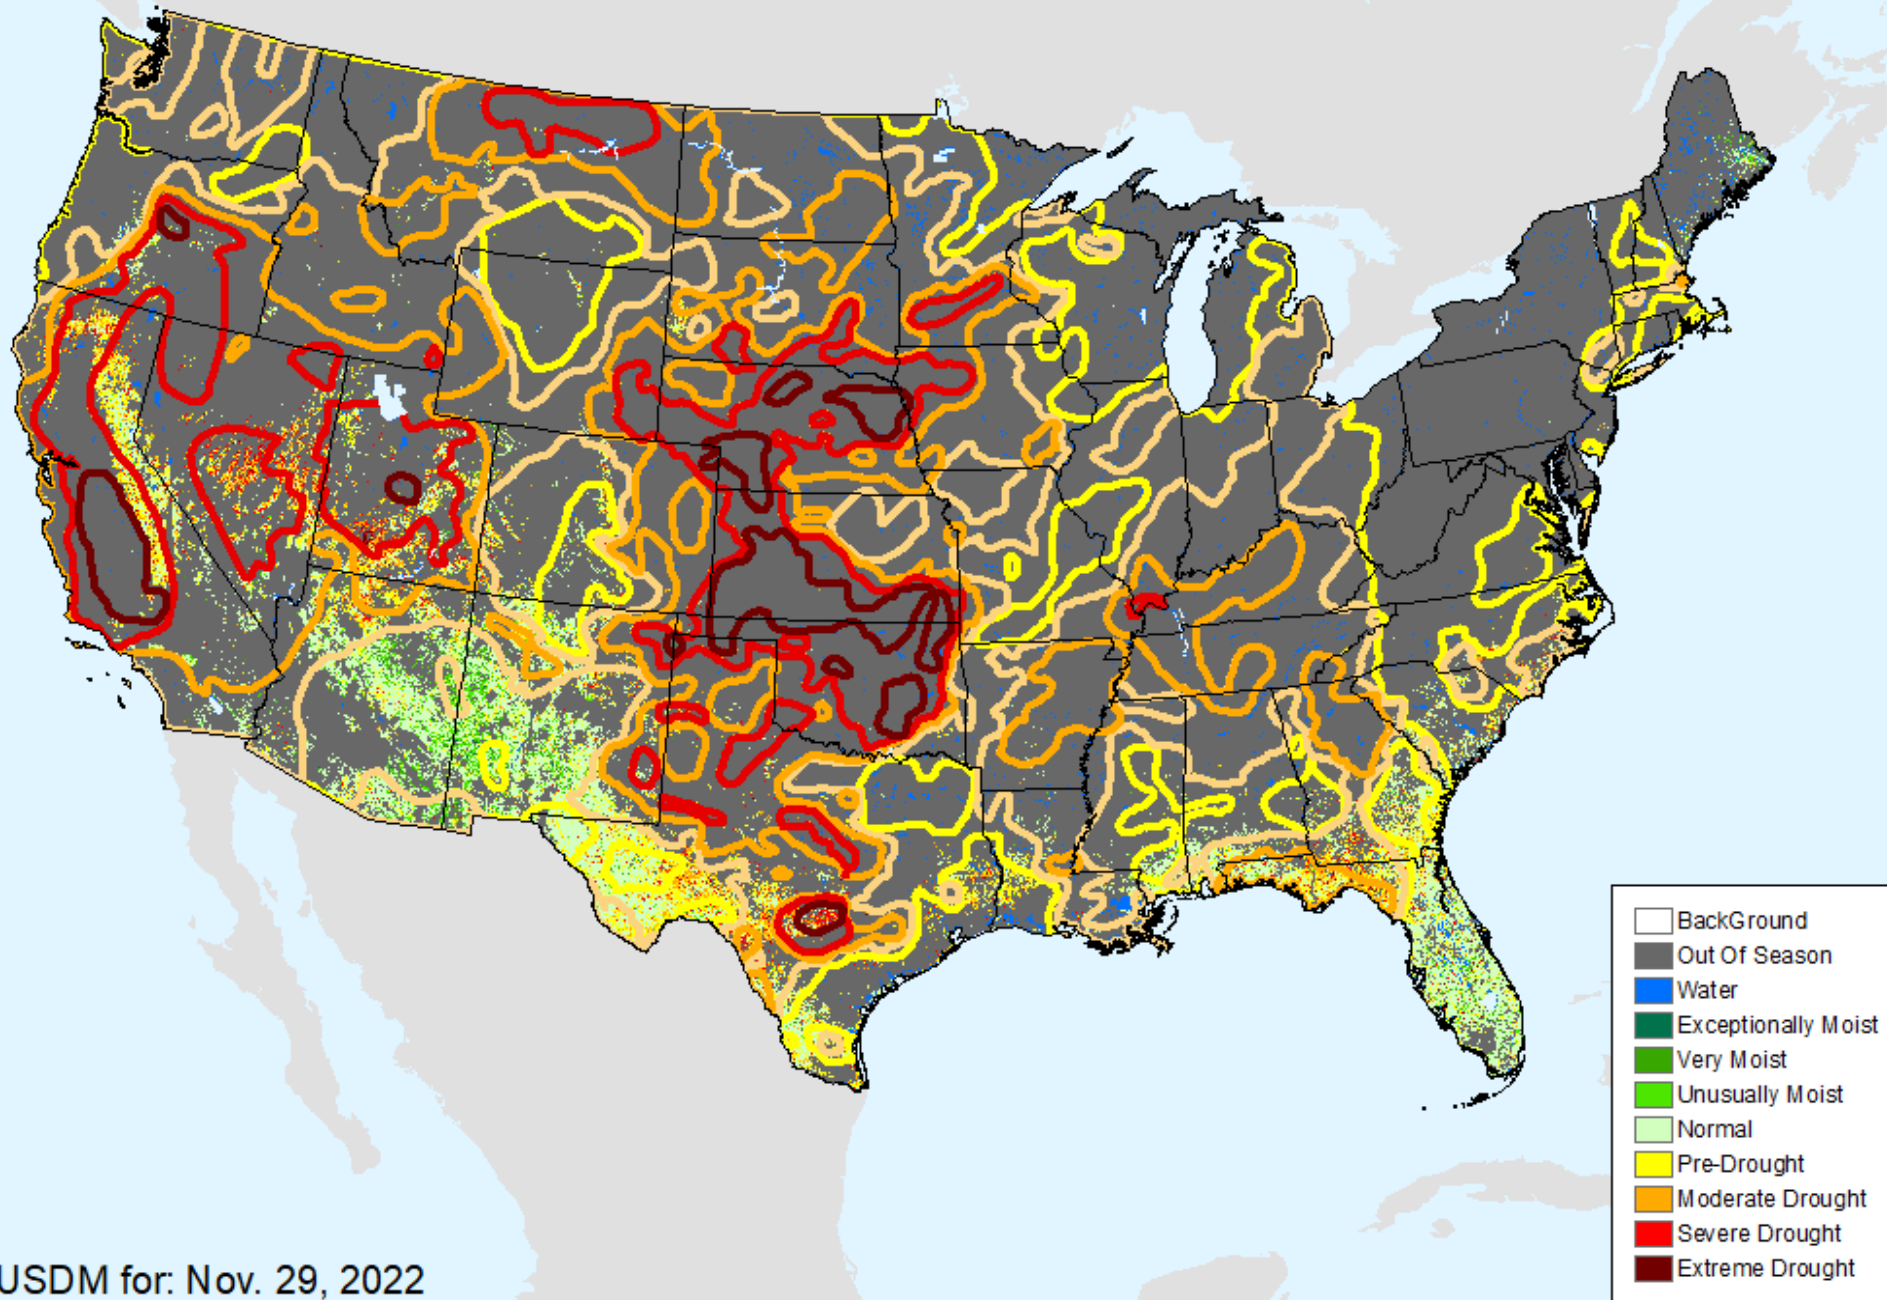 BackGround
Out Of Season
Water
Exceptionally Moist
Very Moist
Unusually Moist
Normal
Pre-Drought
Moderate Drought
Severe Drought
Extreme Drought
USDM for: Nov. 29, 2022